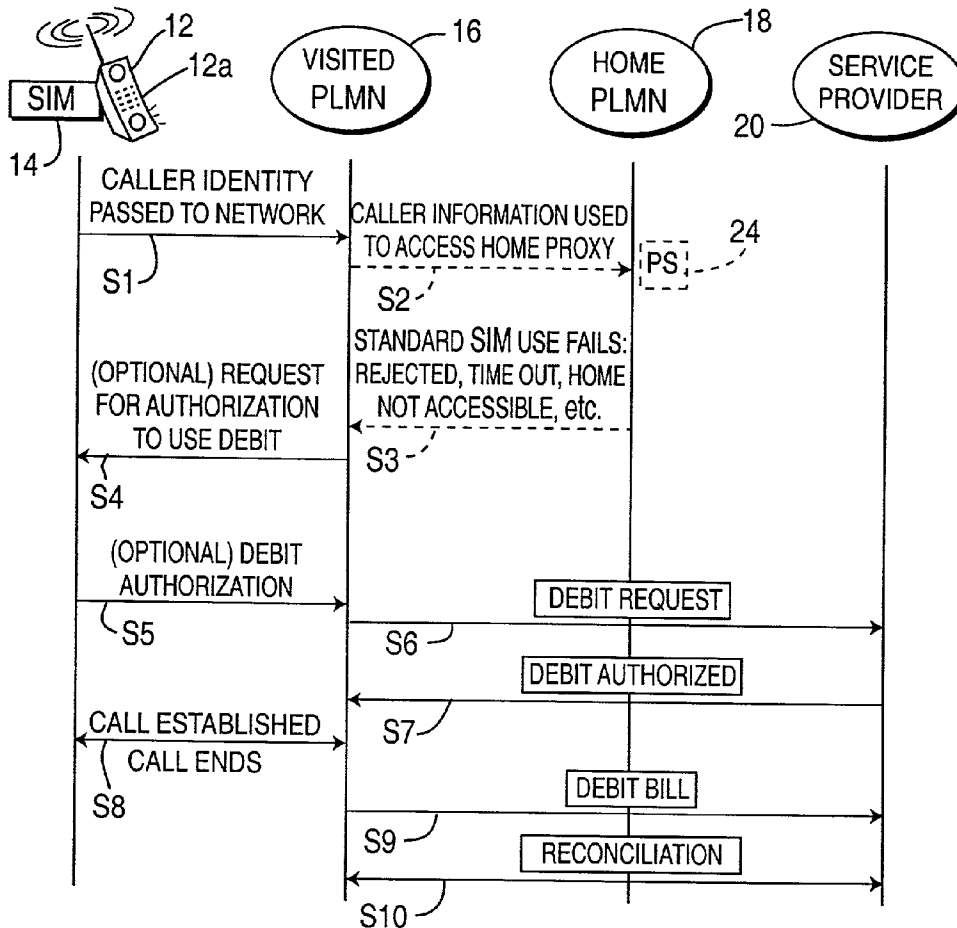 12
12a
SIM
14
VISITED
PLMN
16
HOME
PLMN
18
SERVICE
PROVIDER
20
CALLER IDENTITY
PASSED TO NETWORK
S1
CALLER INFORMATION USED
TO ACCESS HOME PROXY
S2
PS
24
STANDARD SIM USE FAILS:
REJECTED, TIME OUT, HOME
NOT ACCESSIBLE, etc.
S3
(OPTIONAL) REQUEST
FOR AUTHORIZATION
TO USE DEBIT
S4
(OPTIONAL) DEBIT
AUTHORIZATION
S5
DEBIT REQUEST
S6
DEBIT AUTHORIZED
S7
CALL ESTABLISHED
CALL ENDS
S8
DEBIT BILL
S9
RECONCILIATION
S10